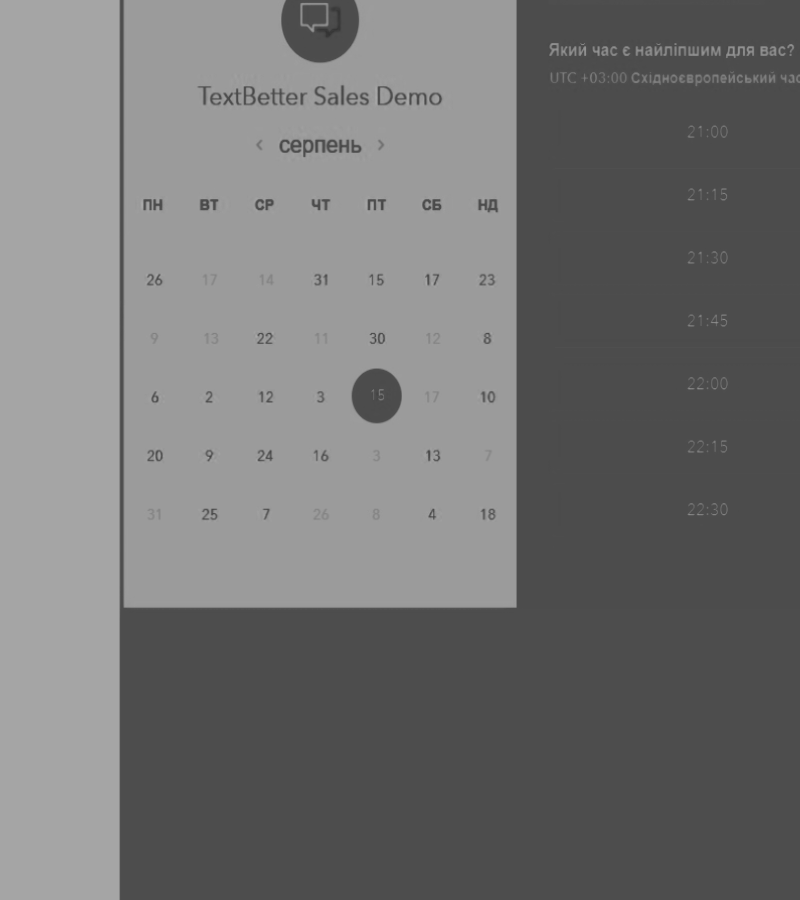 TextBetter Sales Demo
‹ серпень ›
ПН ВТ СР ЧТ ПТ СБ НД
26 17 14 31 15 17 23
9 13 22 11 30 12 8
6 2 12 3 15 17 10
20 9 24 16 3 13 7
31 25 7 26 8 4 18
Який час є найліпшим для вас?
UTC +03:00 Східноєвропейський час
21:00
21:15
21:30
21:45
22:00
22:15
22:30